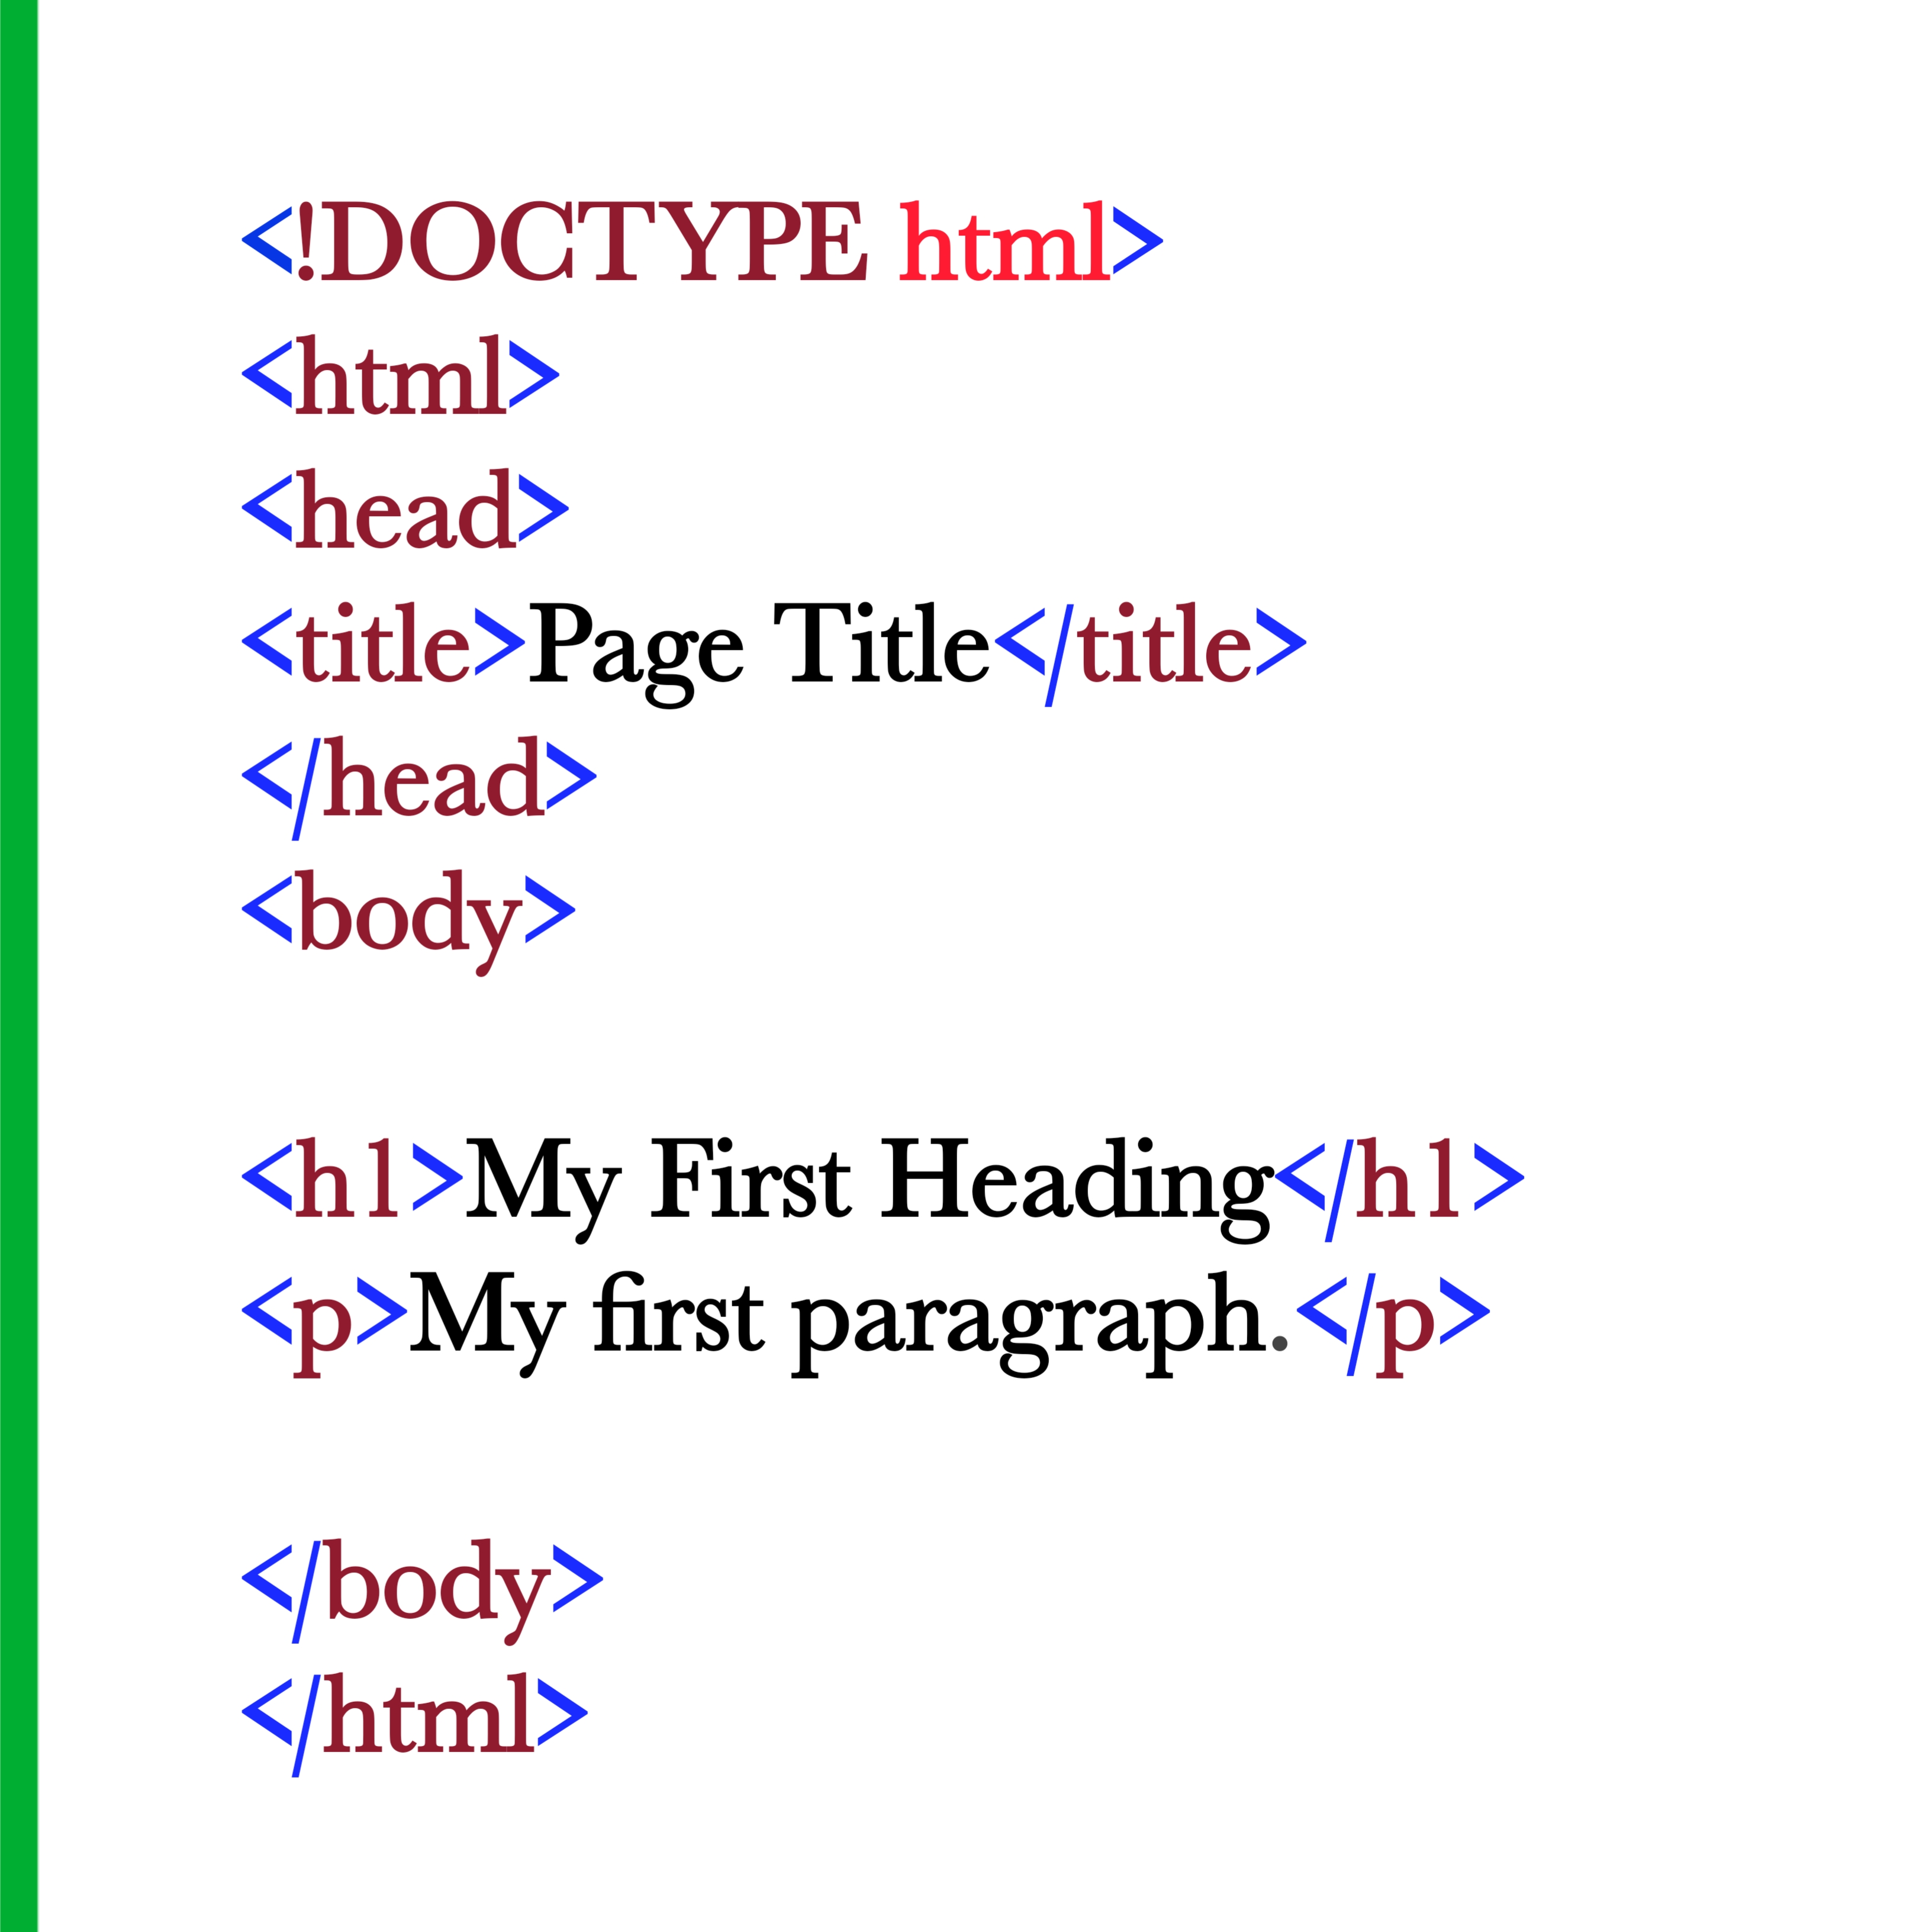 <!DOCTYPE html>
<html>
<head>
<title>Page Title</title>
</head>
<body>
<h1>My First Heading</h1>
<p>My first paragraph.</p>
</body>
</html>